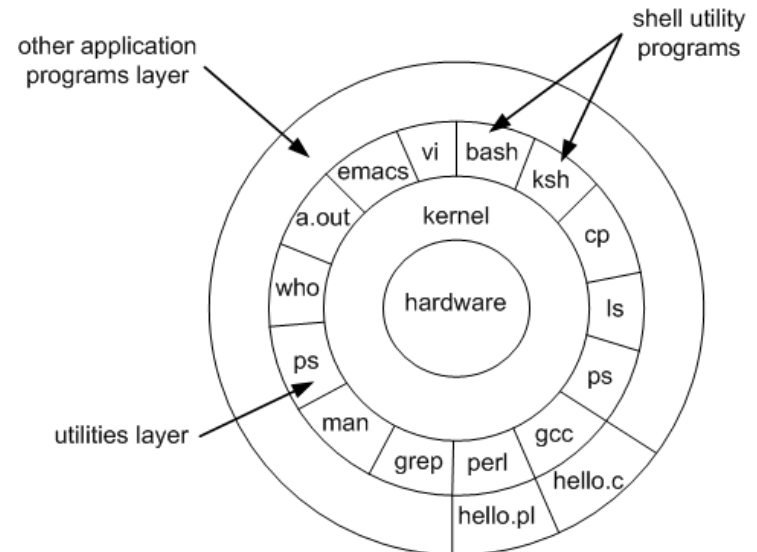 shell utility
programs
other application
programs layer
vi
bash
emacs
ksh
a.out
kernel
cp
who
hardware
ls
ps
ps
man
gcc
utilities layer
grep
perl
hello.c
hello.pl